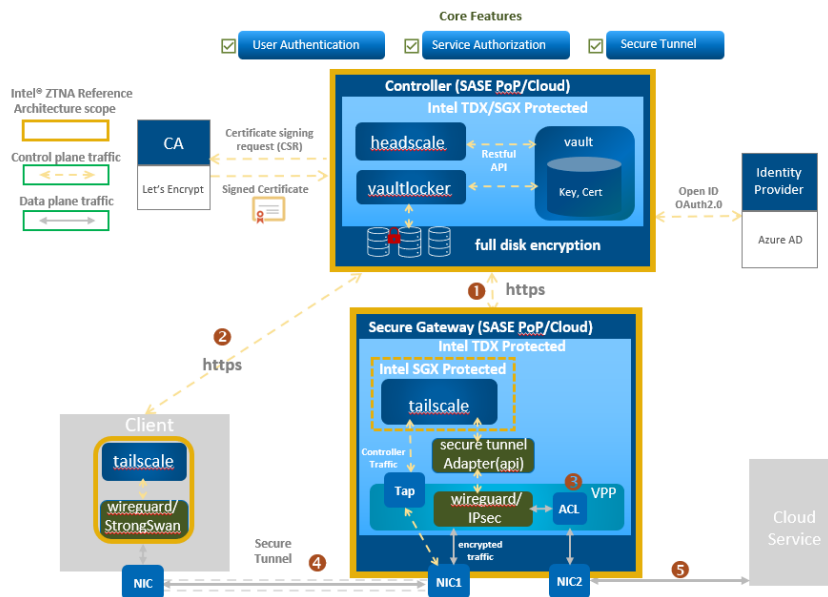 Core Features
User Authentication
Service Authorization
Secure Tunnel
Intel® ZTNA Reference
Architecture scope
Control plane traffic
Data plane traffic
CA
Let's Encrypt
Certificate signing
request (CSR)
Signed Certificate
Controller (SASE PoP/Cloud)
Intel TDX/SGX Protected
headscale
vaultlocker
Restful
API
vault
Key, Cert
full disk encryption
Open ID
OAuth2.0
Identity
Provider
Azure AD
1
https
2
https
Secure Gateway (SASE PoP/Cloud)
Intel TDX Protected
Intel SGX Protected
tailscale
Controller
Traffic
secure tunnel
Adapter(api)
Tap
wireguard/
IPsec
3
ACL
VPP
encrypted
traffic
Client
tailscale
wireguard/
StrongSwan
Secure
Tunnel
4
NIC
NIC1
NIC2
5
Cloud
Service